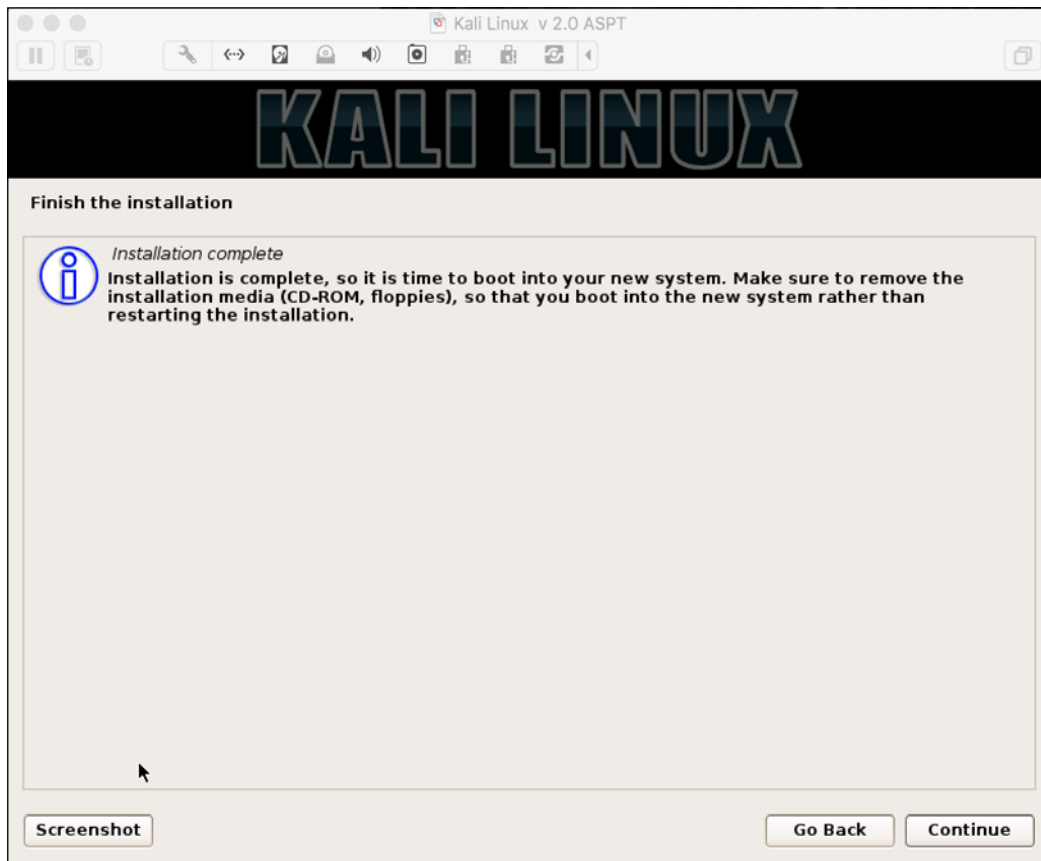 Kali Linux v 2.0 ASPT
KALI LINUX
Finish the installation
Installation complete
Installation is complete, so it is time to boot into your new system. Make sure to remove the
installation media (CD-ROM, floppies), so that you boot into the new system rather than
restarting the installation.
Screenshot
Go Back
Continue